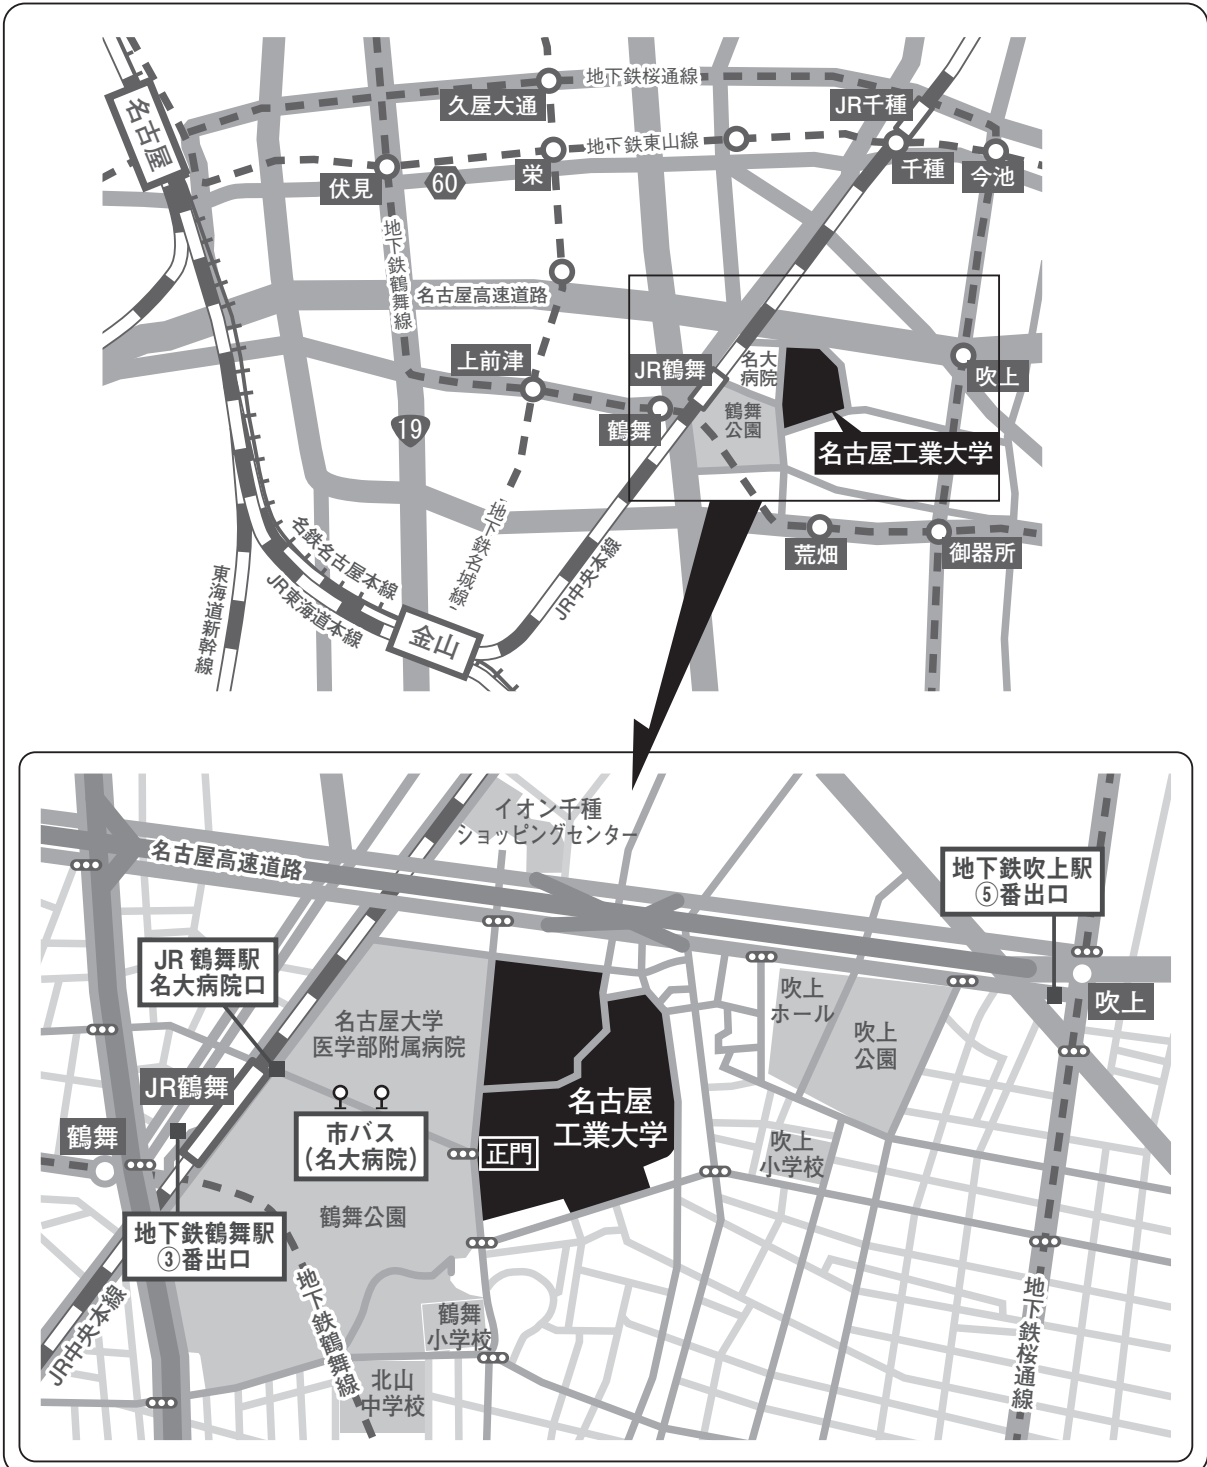 地下鉄桜通線
久屋大通
JR千種
名古屋
地下鉄東山線
伏見
60
栄
千種
今池
地下鉄鶴舞線
名古屋高速道路
上前津
JR鶴舞
名大
病院
吹上
鶴舞
鶴舞
公園
19
名古屋工業大学
地下鉄名城線
荒畑
御器所
名鉄名古屋本線
JR東海道本線
東海道新幹線
JR中央本線
金山
イオン千種
ショッピングセンター
名古屋高速道路
地下鉄吹上駅
⑤番出口
JR 鶴舞駅
名大病院口
吹上
ホール
吹上
名古屋大学
医学部附属病院
吹上
公園
JR鶴舞
名古屋
工業大学
鶴舞
市バス
(名大病院)
正門
吹上
小学校
鶴舞公園
地下鉄鶴舞駅
③番出口
地下鉄鶴舞線
JR中央本線
鶴舞
小学校
地下鉄桜通線
北山
中学校